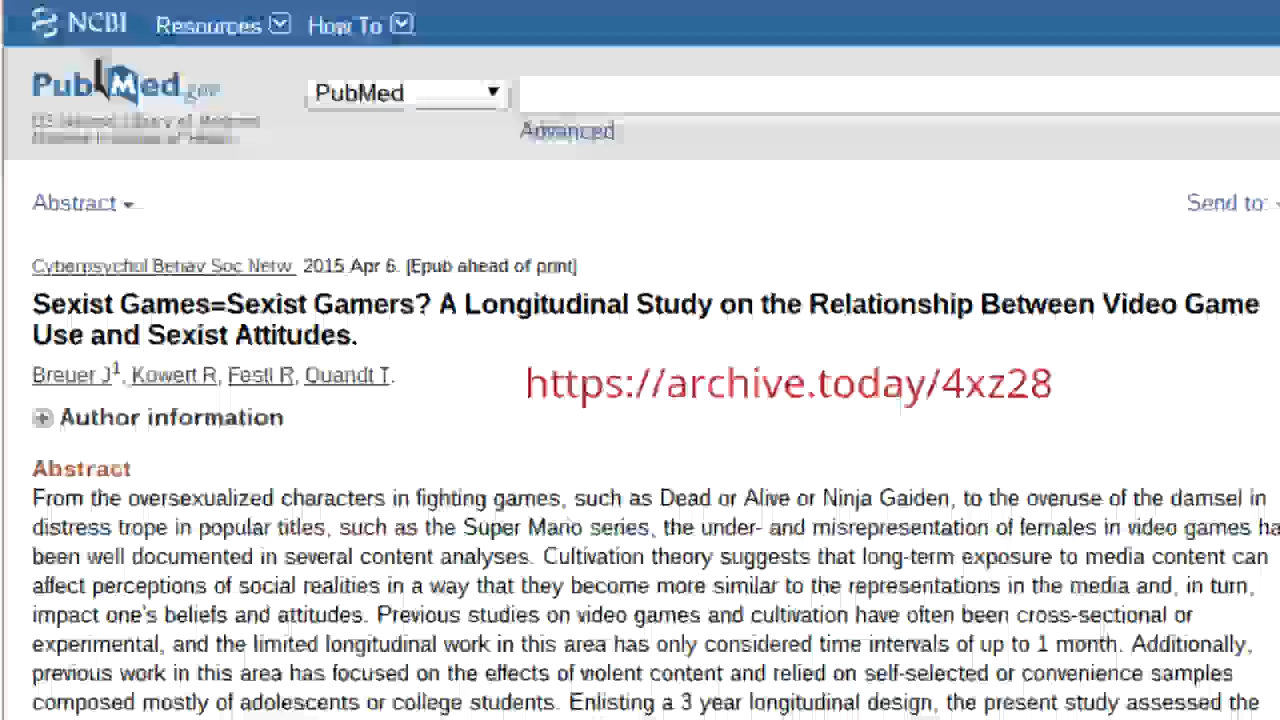 NCBI Resources How To
PubMed.gov
US National Library of Medicine
National Institutes of Health
PubMed
Advanced
Abstract
Send to:
Cyberpsychol Behav Soc Netw. 2015 Apr 6. [Epub ahead of print]
Sexist Games=Sexist Gamers? A Longitudinal Study on the Relationship Between Video Game
Use and Sexist Attitudes.
Breuer J1, Kowert R, Festl R, Quandt T.
https://archive.today/4xz28
Author information
Abstract
From the oversexualized characters in fighting games, such as Dead or Alive or Ninja Gaiden, to the overuse of the damsel in
distress trope in popular titles, such as the Super Mario series, the under- and misrepresentation of females in video games ha
been well documented in several content analyses. Cultivation theory suggests that long-term exposure to media content can
affect perceptions of social realities in a way that they become more similar to the representations in the media and, in turn,
impact one's beliefs and attitudes. Previous studies on video games and cultivation have often been cross-sectional or
experimental, and the limited longitudinal work in this area has only considered time intervals of up to 1 month. Additionally,
previous work in this area has focused on the effects of violent content and relied on self-selected or convenience samples
composed mostly of adolescents or college students. Enlisting a 3 year longitudinal design, the present study assessed the